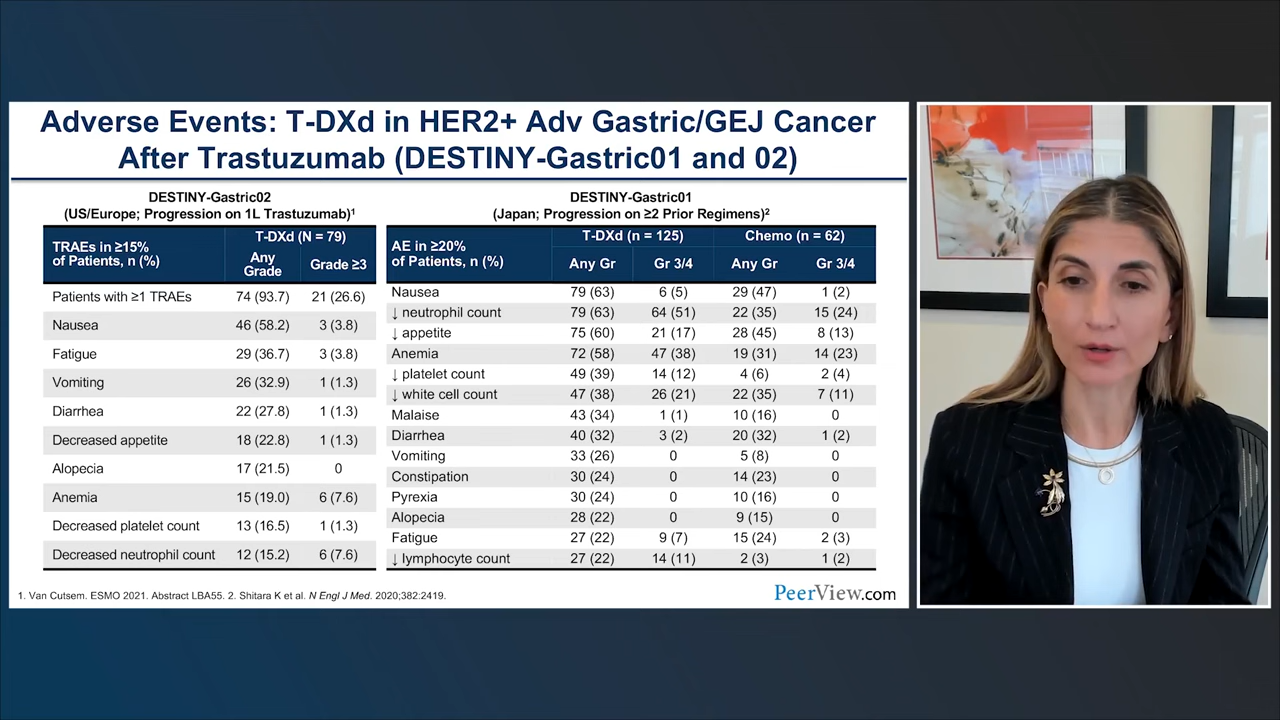 Adverse Events: T-DXd in HER2+ Adv Gastric/GEJ Cancer
After Trastuzumab (DESTINY-Gastric01 and 02)
DESTINY-Gastric02
(US/Europe; Progression on 1L Trastuzumab)1
TRAEs in ≥15%
of Patients, n (%)
T-DXd (N = 79)
Any
Grade
Grade ≥3
Patients with ≥1 TRAEs 74 (93.7) 21 (26.6)
Nausea 46 (58.2) 3 (3.8)
Fatigue 29 (36.7) 3 (3.8)
Vomiting 26 (32.9) 1 (1.3)
Diarrhea 22 (27.8) 1 (1.3)
Decreased appetite 18 (22.8) 1 (1.3)
Alopecia 17 (21.5) 0
Anemia 15 (19.0) 6 (7.6)
Decreased platelet count 13 (16.5) 1 (1.3)
Decreased neutrophil count 12 (15.2) 6 (7.6)
DESTINY-Gastric01
(Japan; Progression on ≥2 Prior Regimens)2
AE in ≥20%
of Patients, n (%)
T-DXd (n = 125) Chemo (n = 62)
Any Gr Gr 3/4 Any Gr Gr 3/4
Nausea 79 (63) 6 (5) 29 (47) 1 (2)
↓ neutrophil count 79 (63) 64 (51) 22 (35) 15 (24)
↓ appetite 75 (60) 21 (17) 28 (45) 8 (13)
Anemia 72 (58) 47 (38) 19 (31) 14 (23)
↓ platelet count 49 (39) 14 (12) 4 (6) 2 (4)
↓ white cell count 47 (38) 26 (21) 22 (35) 7 (11)
Malaise 43 (34) 1 (1) 10 (16) 0
Diarrhea 40 (32) 3 (2) 20 (32) 1 (2)
Vomiting 33 (26) 0 5 (8) 0
Constipation 30 (24) 0 14 (23) 0
Pyrexia 30 (24) 0 10 (16) 0
Alopecia 28 (22) 0 9 (15) 0
Fatigue 27 (22) 9 (7) 15 (24) 2 (3)
↓ lymphocyte count 27 (22) 14 (11) 2 (3) 1 (2)
1. Van Cutsem. ESMO 2021. Abstract LBA55. 2. Shitara K et al. N Engl J Med. 2020;382:2419.
PeerView.com